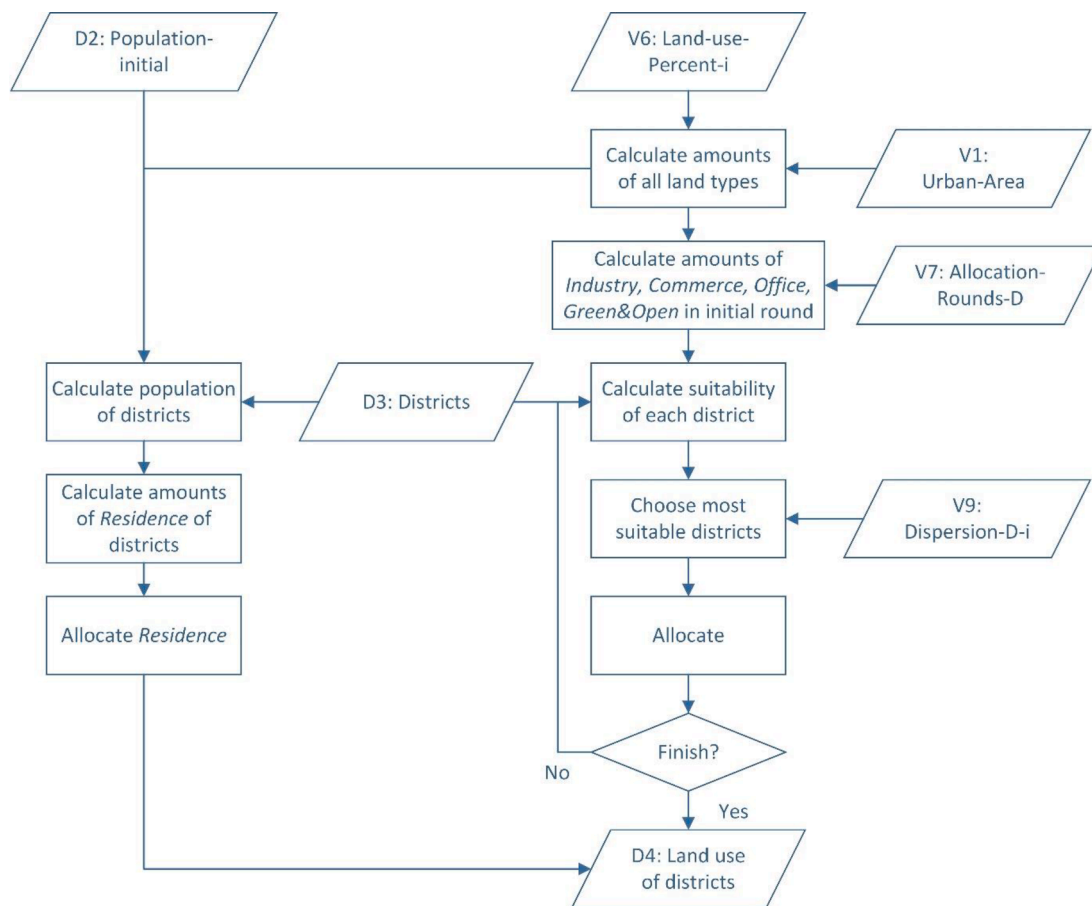 D2: Population-
initial
V6: Land-use-
Percent-i
Calculate amounts
of all land types
V1:
Urban-Area
Calculate amounts of
Industry, Commerce, Office,
Green&Open in initial round
V7: Allocation-
Rounds-D
Calculate population
of districts
D3: Districts
Calculate suitability
of each district
Calculate amounts
of Residence of
districts
Choose most
suitable districts
V9:
Dispersion-D-i
Allocate Residence
Allocate
Finish?
No
Yes
D4: Land use
of districts